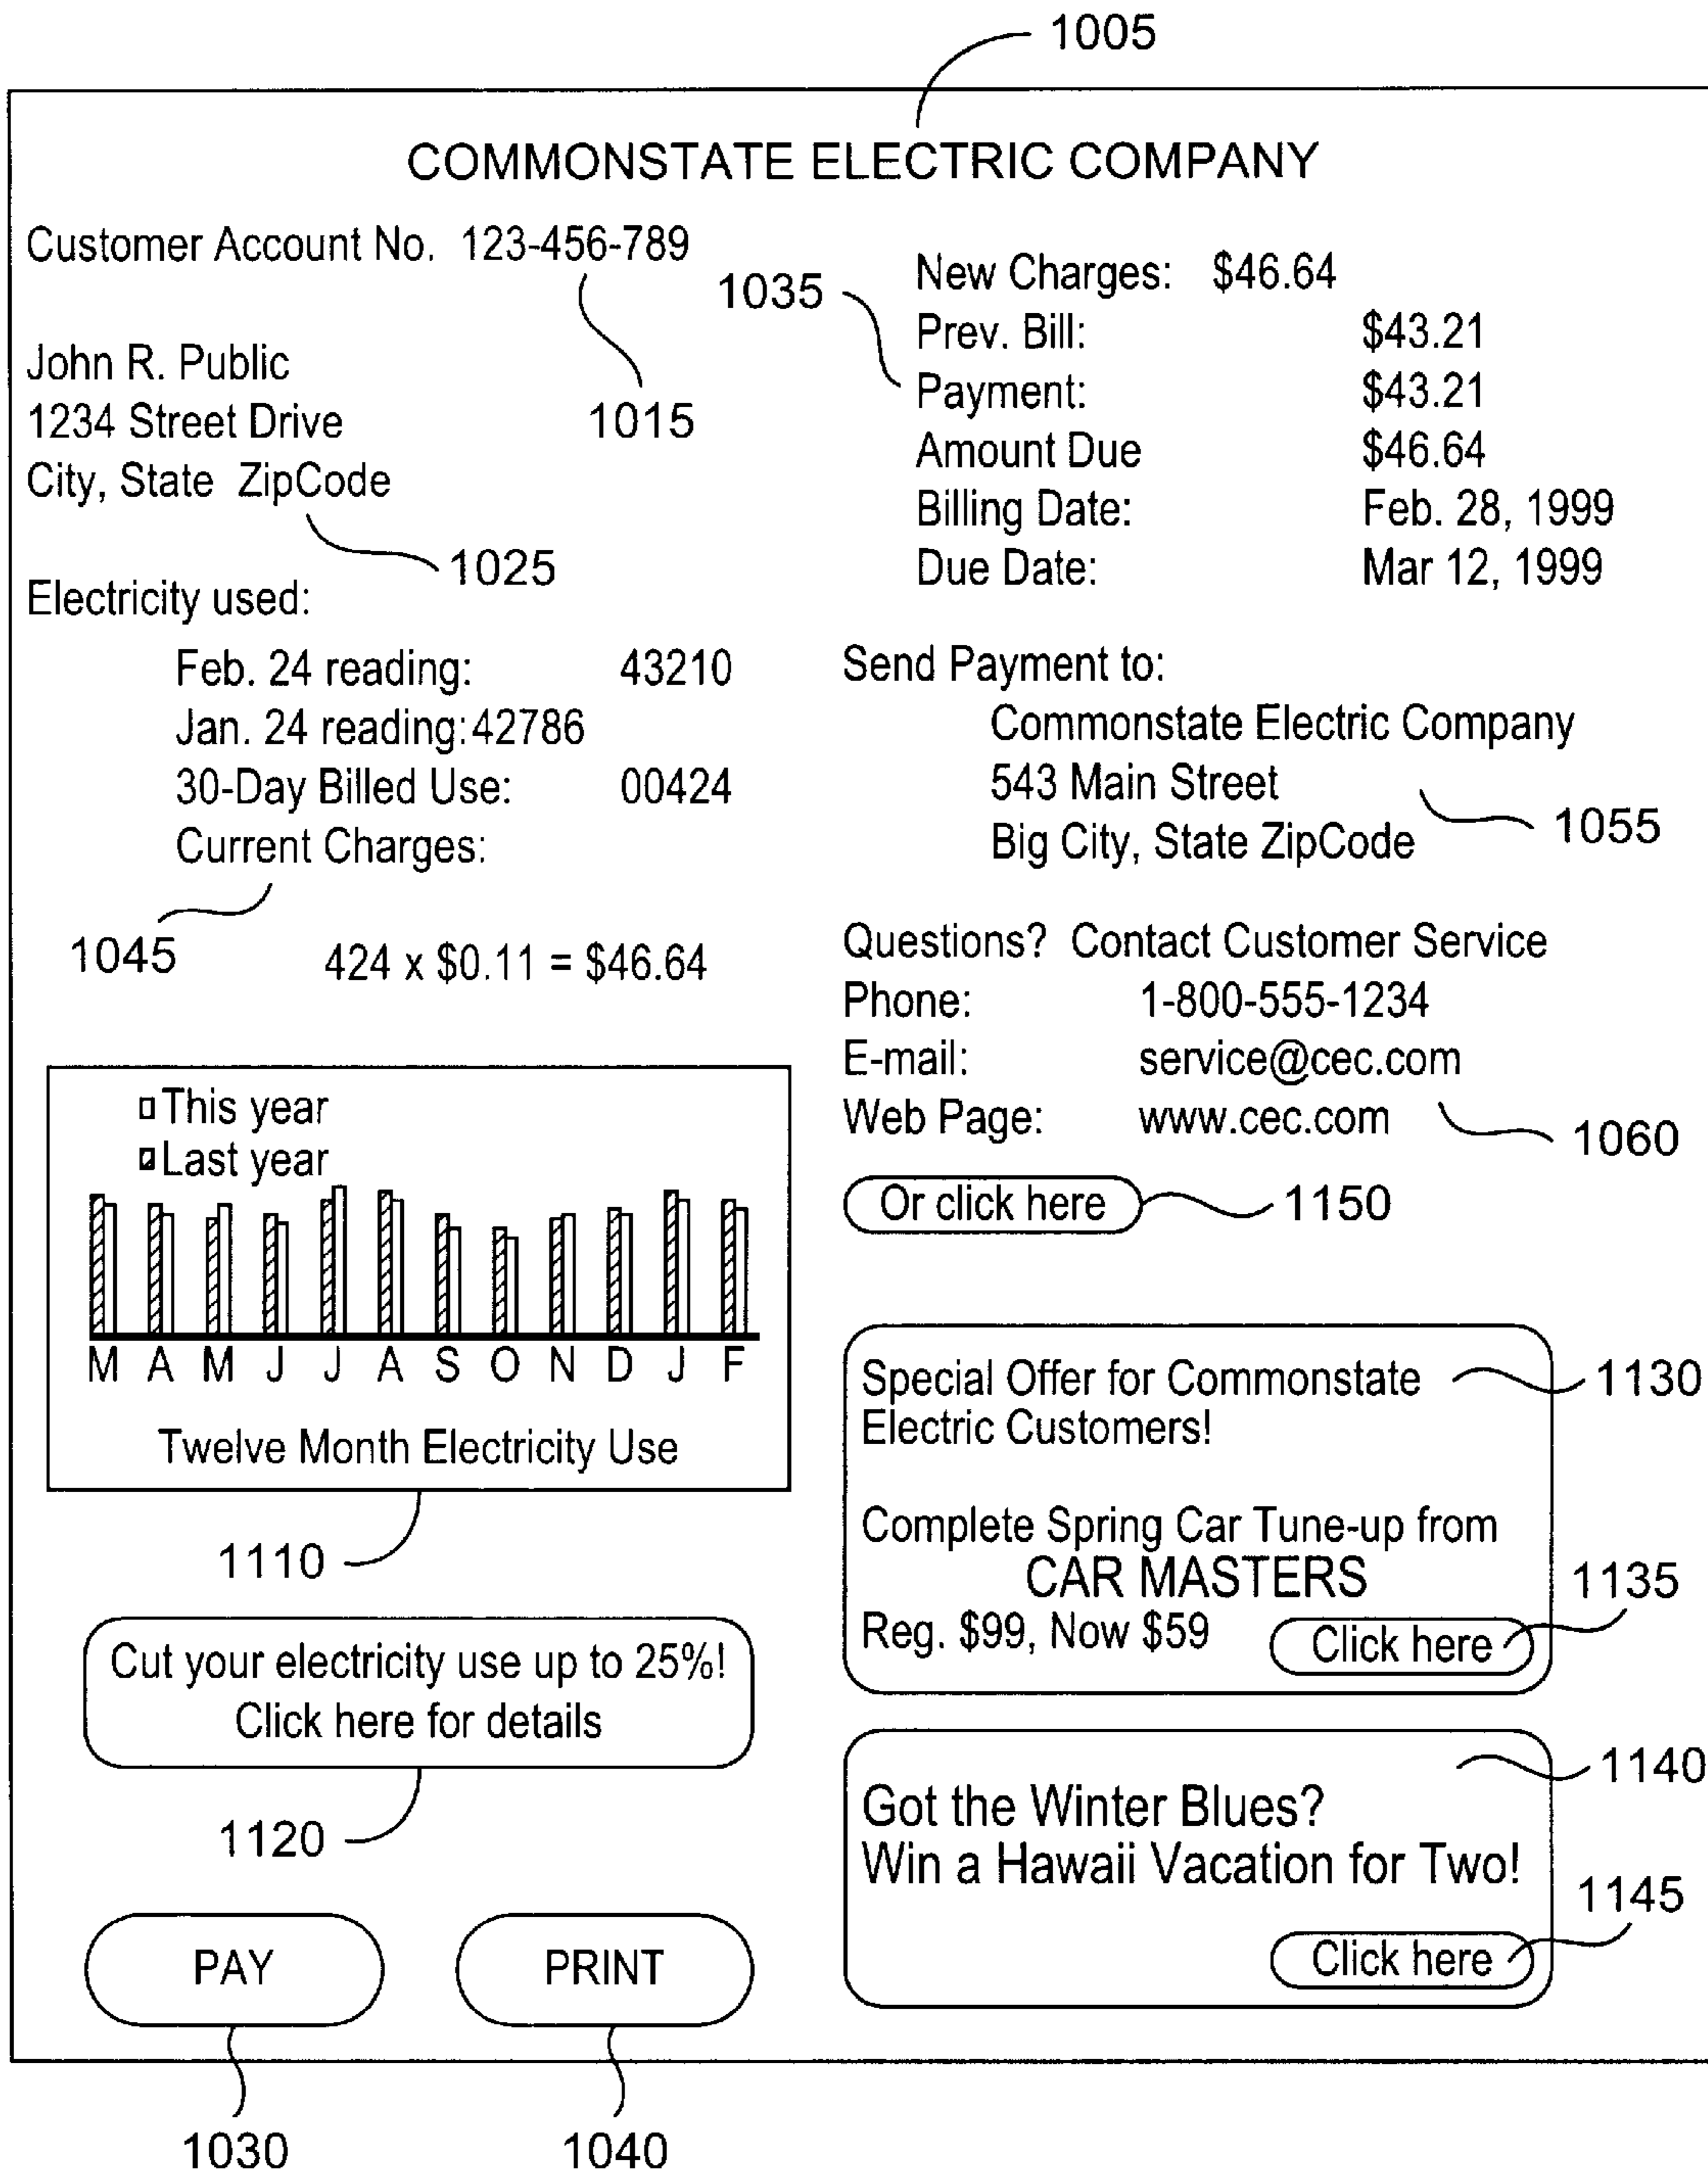 1005
COMMONSTATE ELECTRIC COMPANY
Customer Account No. 123-456-789
1015
John R. Public
1234 Street Drive
City, State ZipCode
1025
1035
New Charges: $46.64
Prev. Bill: $43.21
Payment: $43.21
Amount Due $46.64
Billing Date: Feb. 28, 1999
Due Date: Mar 12, 1999
Electricity used:
Feb. 24 reading: 43210
Jan. 24 reading:42786
30-Day Billed Use: 00424
Current Charges:
1045
424 x $0.11 = $46.64
Send Payment to:
Commonstate Electric Company
543 Main Street
Big City, State ZipCode
1055
Questions? Contact Customer Service
Phone: 1-800-555-1234
E-mail: service@cec.com
Web Page: www.cec.com
1060
Or click here
1150
This year
Last year
M A M J J A S O N D J F
Twelve Month Electricity Use
1110
Cut your electricity use up to 25%!
Click here for details
1120
Special Offer for Commonstate
Electric Customers!
1130
Complete Spring Car Tune-up from
CAR MASTERS
Reg. $99, Now $59
Click here
1135
Got the Winter Blues?
Win a Hawaii Vacation for Two!
1140
Click here
1145
PAY
PRINT
1030
1040